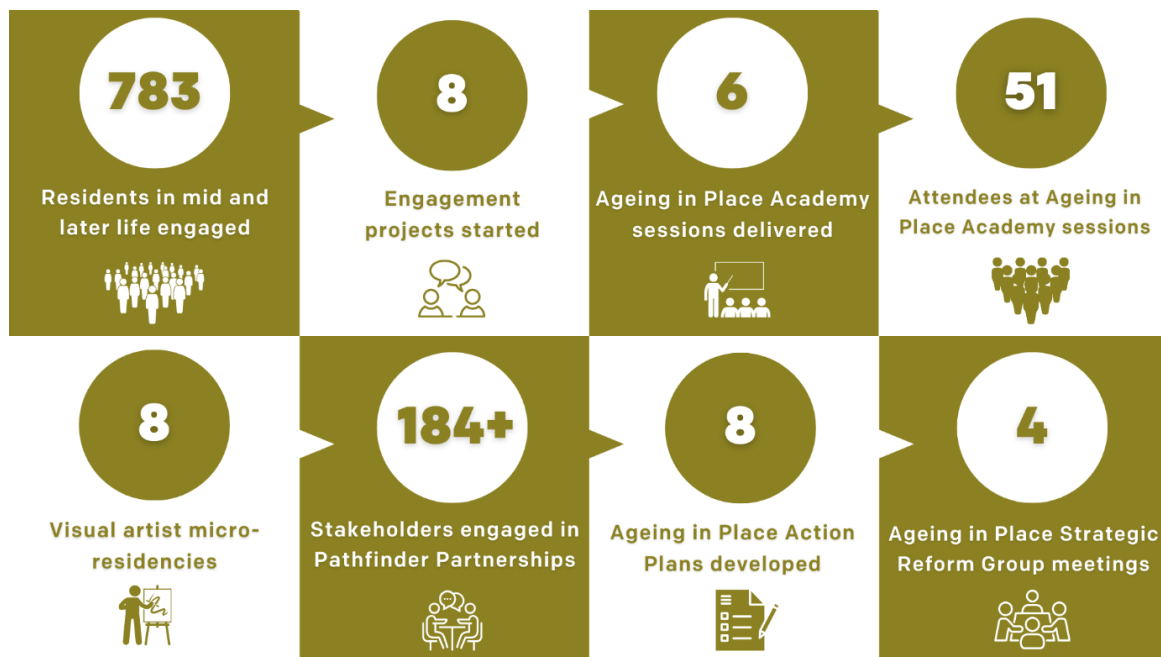 783
Residents in mid and
later life engaged
8
Engagement
projects started
6
Ageing in Place Academy
sessions delivered
51
Attendees at Ageing in
Place Academy sessions
8
Visual artist micro-
residencies
184+
Stakeholders engaged in
Pathfinder Partnerships
8
Ageing in Place Action
Plans developed
4
Ageing in Place Strategic
Reform Group meetings